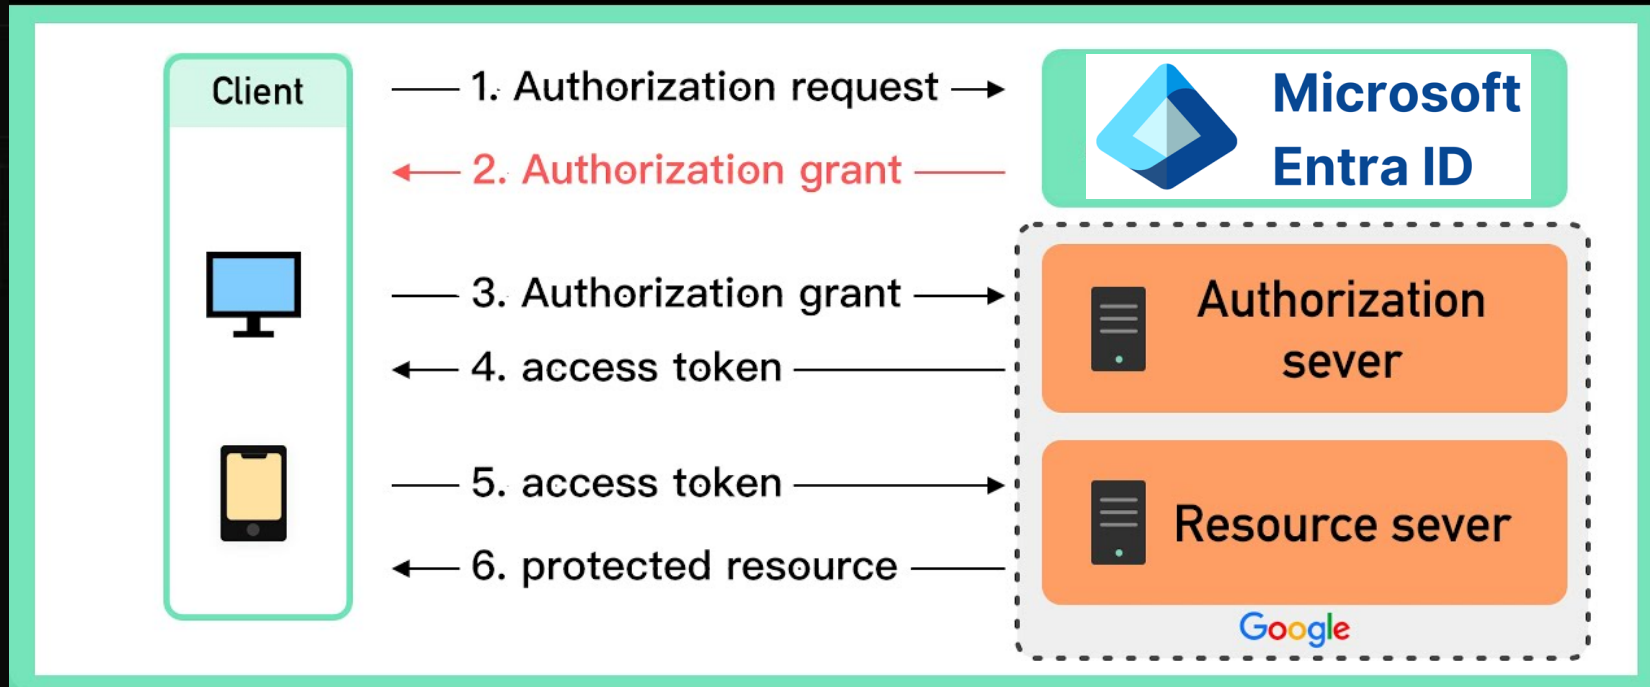 Client
1. Authorization request
Microsoft
Entra ID
2. Authorization grant
3. Authorization grant
Authorization
sever
4. access token
5. access token
Resource sever
6. protected resource
Google